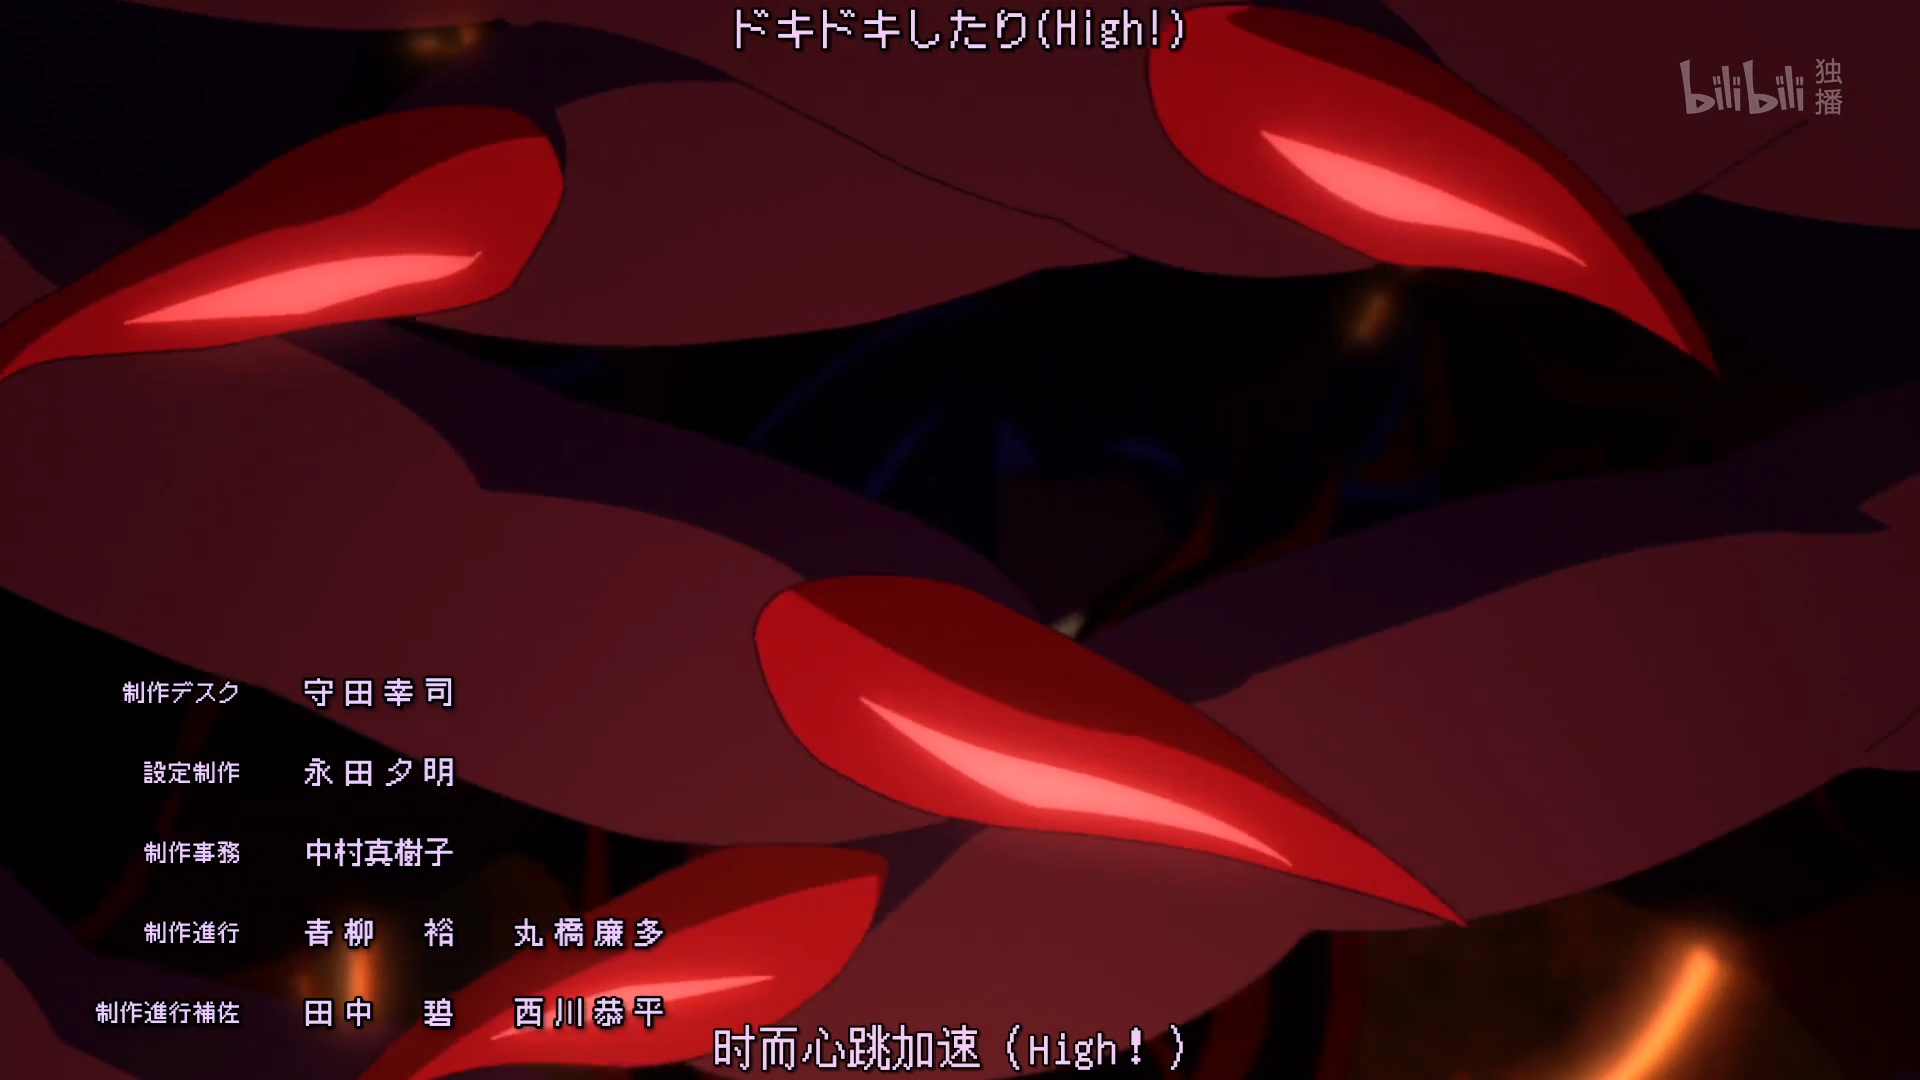 ドキドキしたり(High!)
bilibili 独播
制作デスク 守田幸司
設定制作 永田夕明
制作事務 中村真樹子
制作進行 青柳 裕 丸橋廉多
制作進行補佐 田中 碧 西川恭平
时而心跳加速（High！）